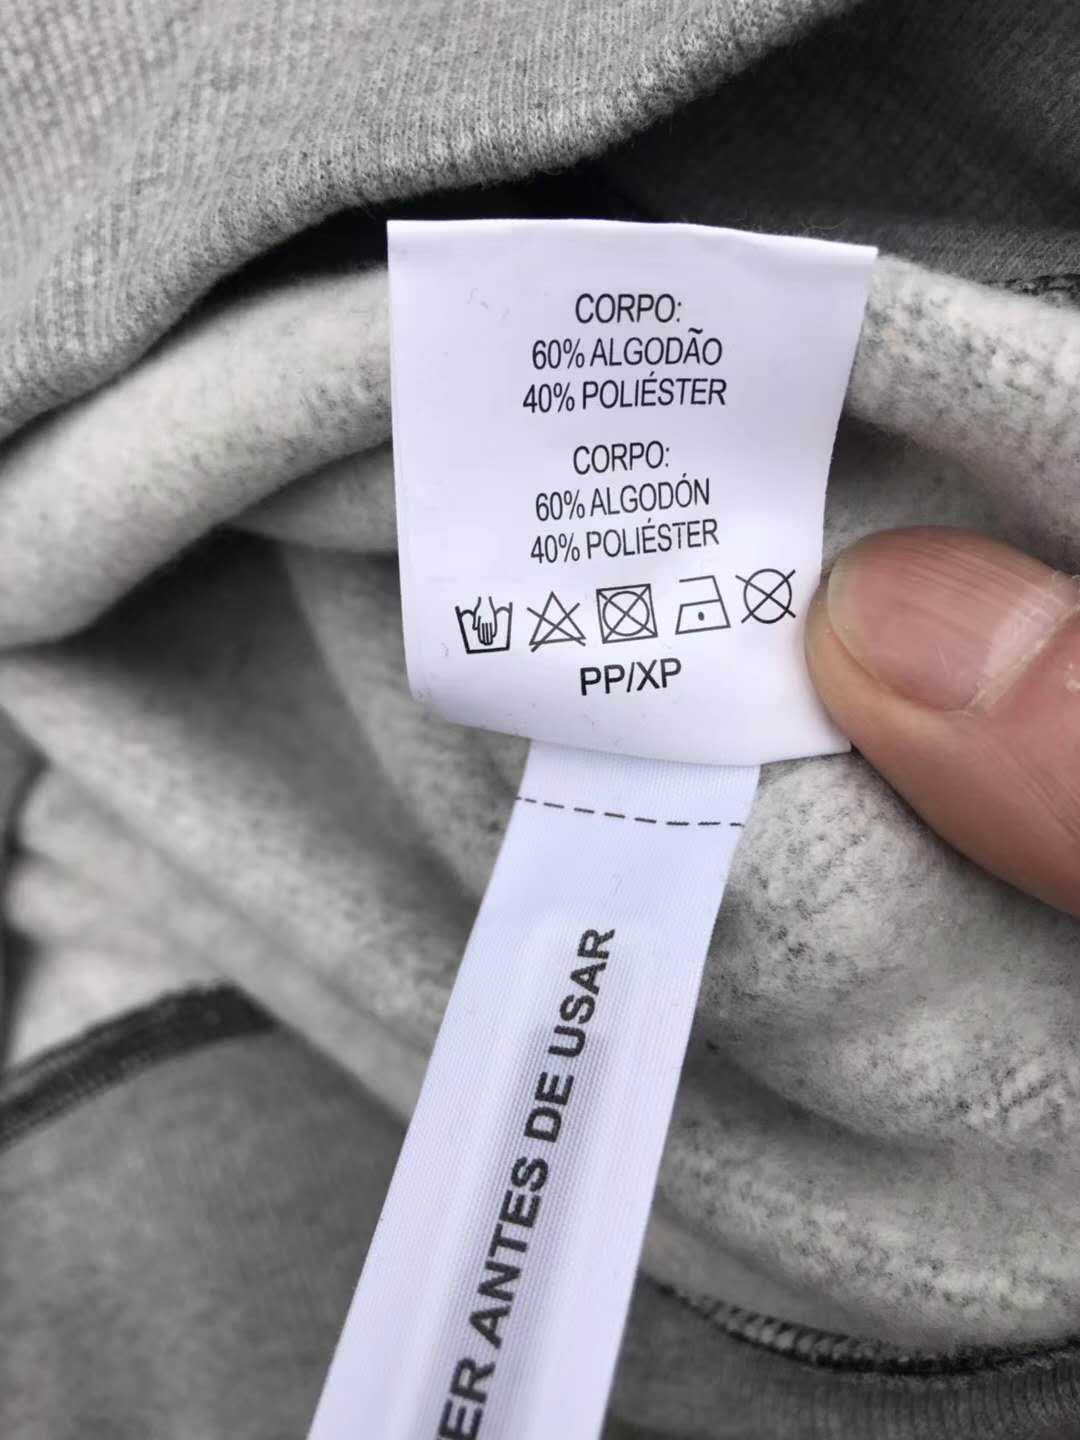 CORPO:
60% ALGODÃO
40% POLIÉSTER
CORPO:
60% ALGODÓN
40% POLIÉSTER
PP/XP
ANTES DE USAR